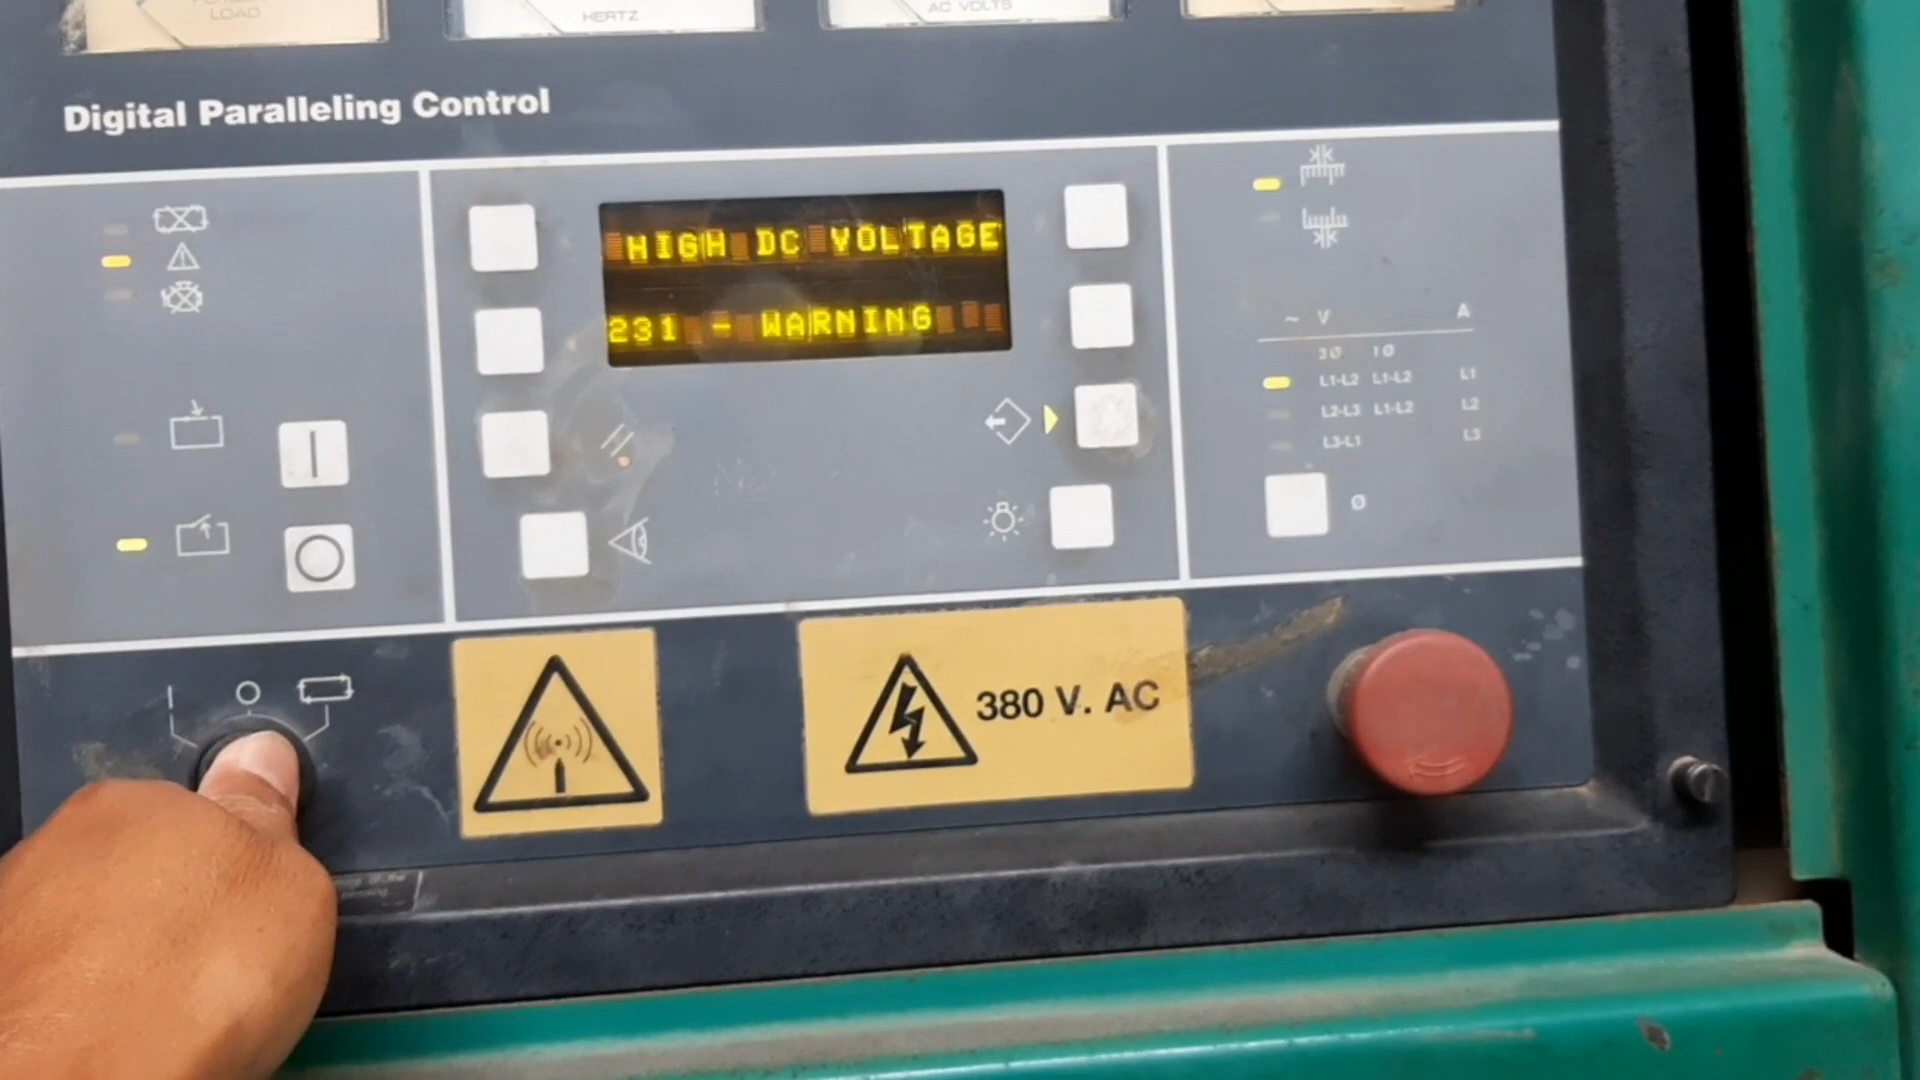 LOAD
HERTZ
AC VOLTS
Digital Paralleling Control
HIGH DC VOLTAGE
231 - WARNING
~ V A
3Ø 1Ø
L1-L2 L1-L2 L1
L2-L3 L1-L2 L2
L3-L1 L3
Ø
380 V. AC